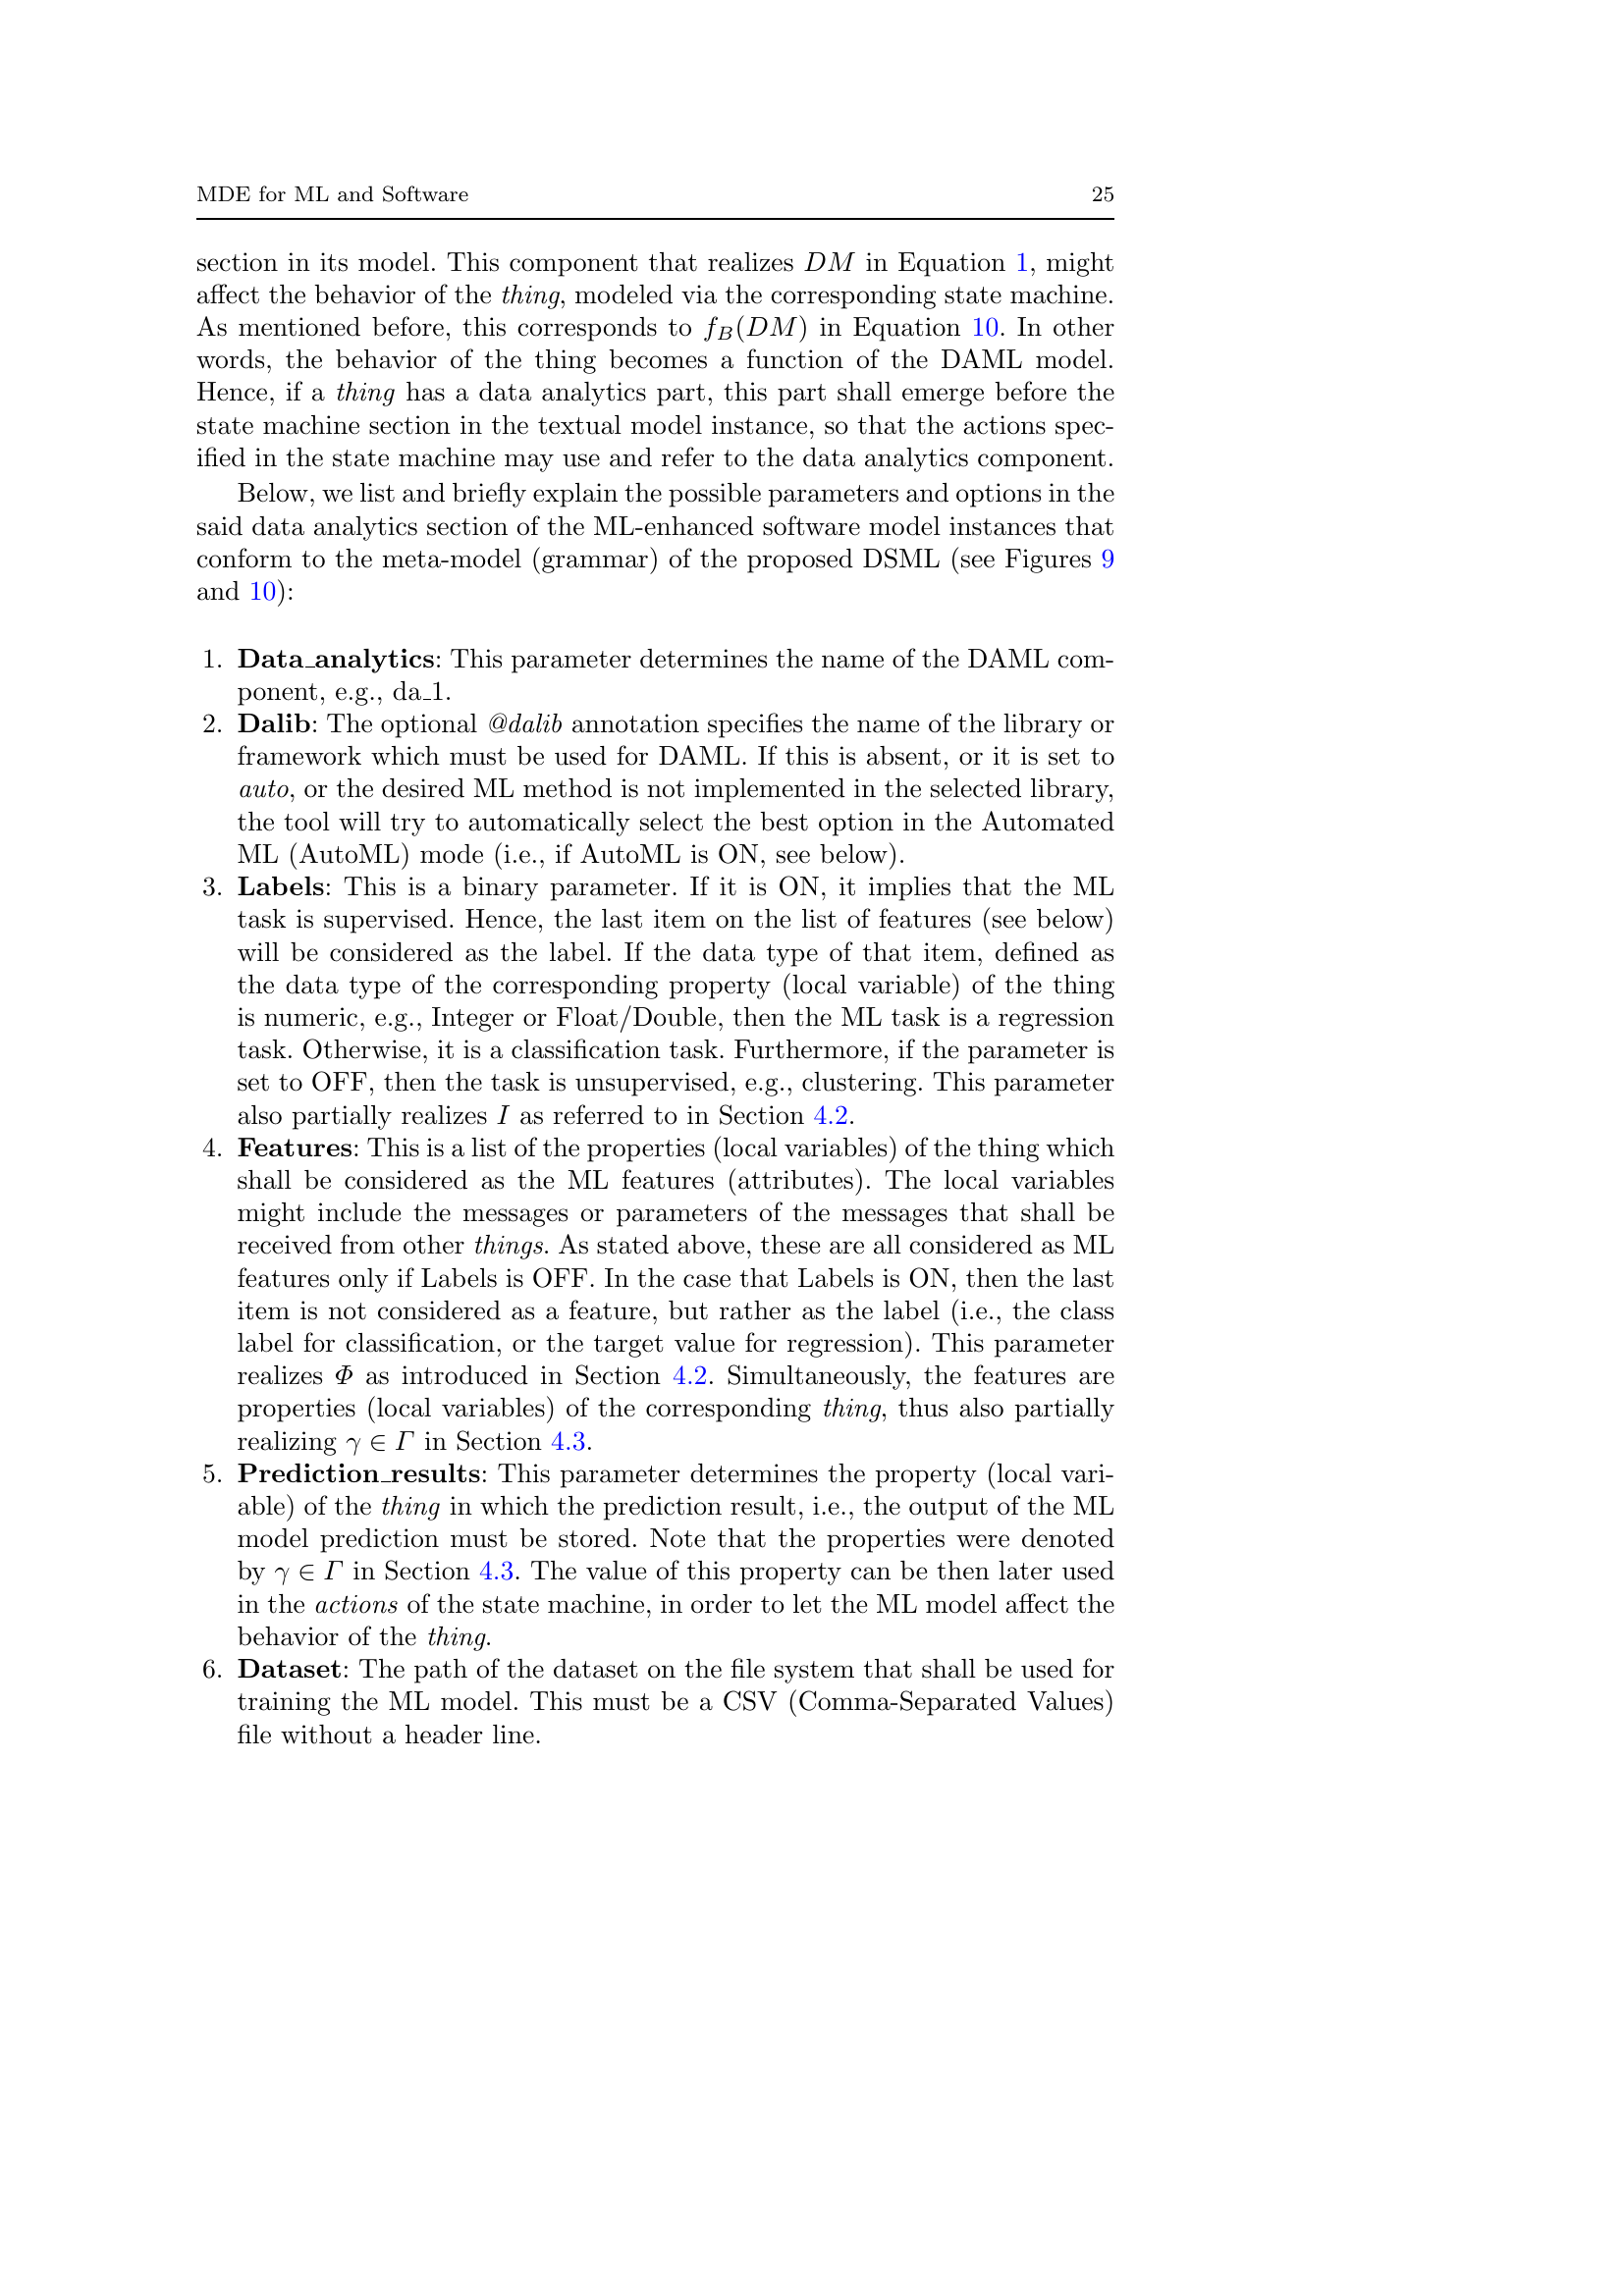 MDE for ML and Software 25
section in its model. This component that realizes DM in Equation 1, might
affect the behavior of the thing, modeled via the corresponding state machine.
As mentioned before, this corresponds to f_B(DM) in Equation 10. In other
words, the behavior of the thing becomes a function of the DAML model.
Hence, if a thing has a data analytics part, this part shall emerge before the
state machine section in the textual model instance, so that the actions spec-
ified in the state machine may use and refer to the data analytics component.
Below, we list and briefly explain the possible parameters and options in the
said data analytics section of the ML-enhanced software model instances that
conform to the meta-model (grammar) of the proposed DSML (see Figures 9
and 10):
1. Data_analytics: This parameter determines the name of the DAML com-
ponent, e.g., da_1.
2. Dalib: The optional @dalib annotation specifies the name of the library or
framework which must be used for DAML. If this is absent, or it is set to
auto, or the desired ML method is not implemented in the selected library,
the tool will try to automatically select the best option in the Automated
ML (AutoML) mode (i.e., if AutoML is ON, see below).
3. Labels: This is a binary parameter. If it is ON, it implies that the ML
task is supervised. Hence, the last item on the list of features (see below)
will be considered as the label. If the data type of that item, defined as
the data type of the corresponding property (local variable) of the thing
is numeric, e.g., Integer or Float/Double, then the ML task is a regression
task. Otherwise, it is a classification task. Furthermore, if the parameter is
set to OFF, then the task is unsupervised, e.g., clustering. This parameter
also partially realizes I as referred to in Section 4.2.
4. Features: This is a list of the properties (local variables) of the thing which
shall be considered as the ML features (attributes). The local variables
might include the messages or parameters of the messages that shall be
received from other things. As stated above, these are all considered as ML
features only if Labels is OFF. In the case that Labels is ON, then the last
item is not considered as a feature, but rather as the label (i.e., the class
label for classification, or the target value for regression). This parameter
realizes Φ as introduced in Section 4.2. Simultaneously, the features are
properties (local variables) of the corresponding thing, thus also partially
realizing γ ∈ Γ in Section 4.3.
5. Prediction_results: This parameter determines the property (local vari-
able) of the thing in which the prediction result, i.e., the output of the ML
model prediction must be stored. Note that the properties were denoted
by γ ∈ Γ in Section 4.3. The value of this property can be then later used
in the actions of the state machine, in order to let the ML model affect the
behavior of the thing.
6. Dataset: The path of the dataset on the file system that shall be used for
training the ML model. This must be a CSV (Comma-Separated Values)
file without a header line.